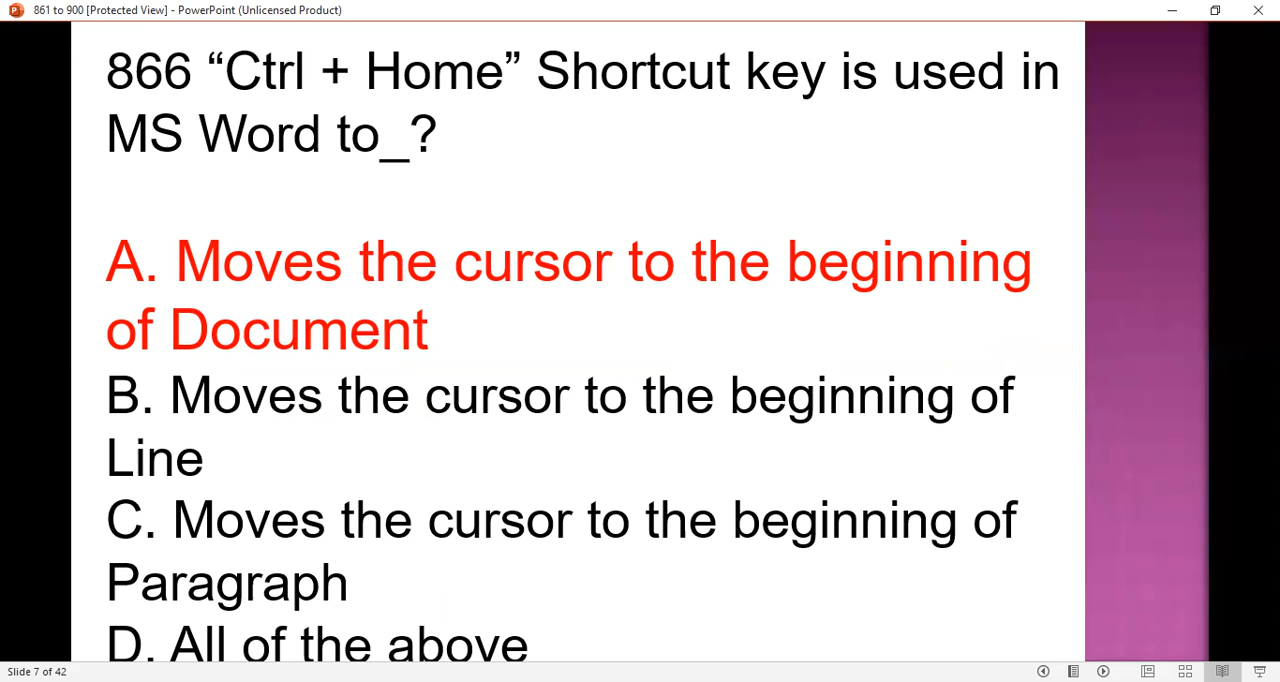 861 to 900 [Protected View] - PowerPoint (Unlicensed Product)
866 “Ctrl + Home” Shortcut key is used in
MS Word to_?
A. Moves the cursor to the beginning
of Document
B. Moves the cursor to the beginning of
Line
C. Moves the cursor to the beginning of
Paragraph
D. All of the above
Slide 7 of 42